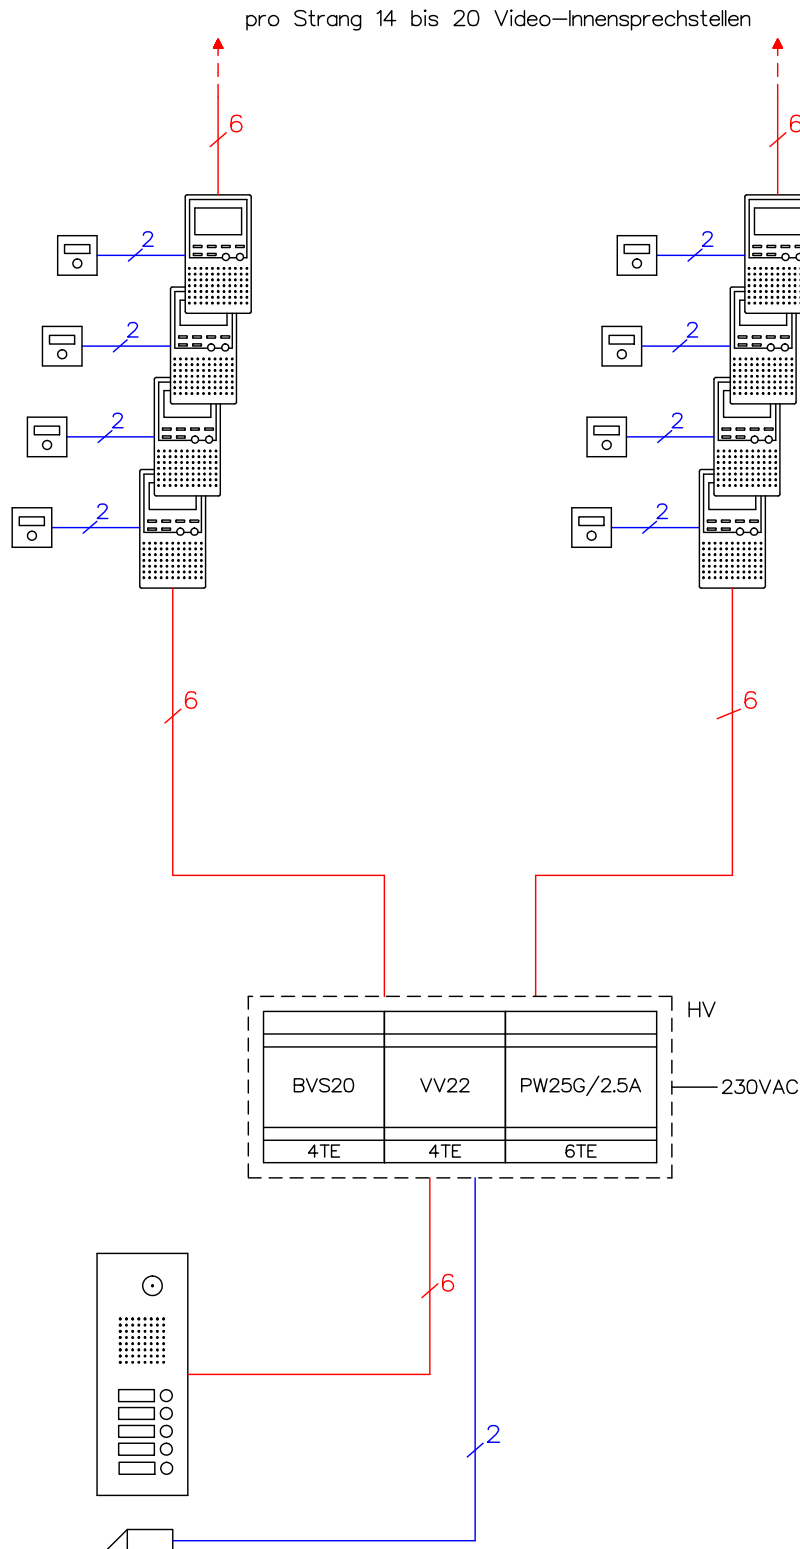 pro Strang 14 bis 20 Video-Innensprechstellen
6
6
2
2
2
2
2
2
2
2
6
6
HV
BVS20
VV22
PW25G/2.5A
230VAC
4TE
4TE
6TE
6
2